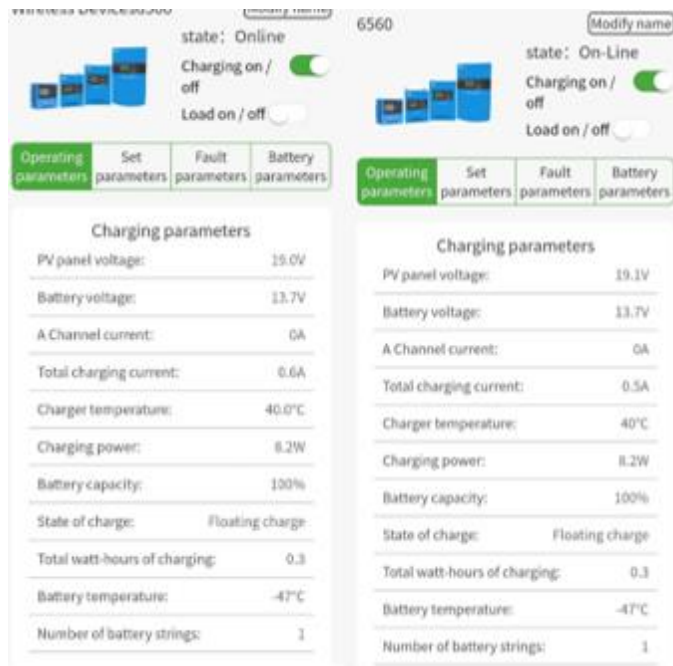 Wireless Devices6560
Modify name
state: Online
Charging on /
off
Load on / off
Operating parameters
Set parameters
Fault parameters
Battery parameters
Charging parameters
PV panel voltage: 19.0V
Battery voltage: 13.7V
A Channel current: 0A
Total charging current: 0.6A
Charger temperature: 40.0°C
Charging power: 8.2W
Battery capacity: 100%
State of charge: Floating charge
Total watt-hours of charging: 0.3
Battery temperature: -47°C
Number of battery strings: 1
6560
Modify name
state: On-Line
Charging on /
off
Load on / off
Operating parameters
Set parameters
Fault parameters
Battery parameters
Charging parameters
PV panel voltage: 19.1V
Battery voltage: 13.7V
A Channel current: 0A
Total charging current: 0.5A
Charger temperature: 40°C
Charging power: 8.2W
Battery capacity: 100%
State of charge: Floating charge
Total watt-hours of charging: 0.3
Battery temperature: -47°C
Number of battery strings: 1